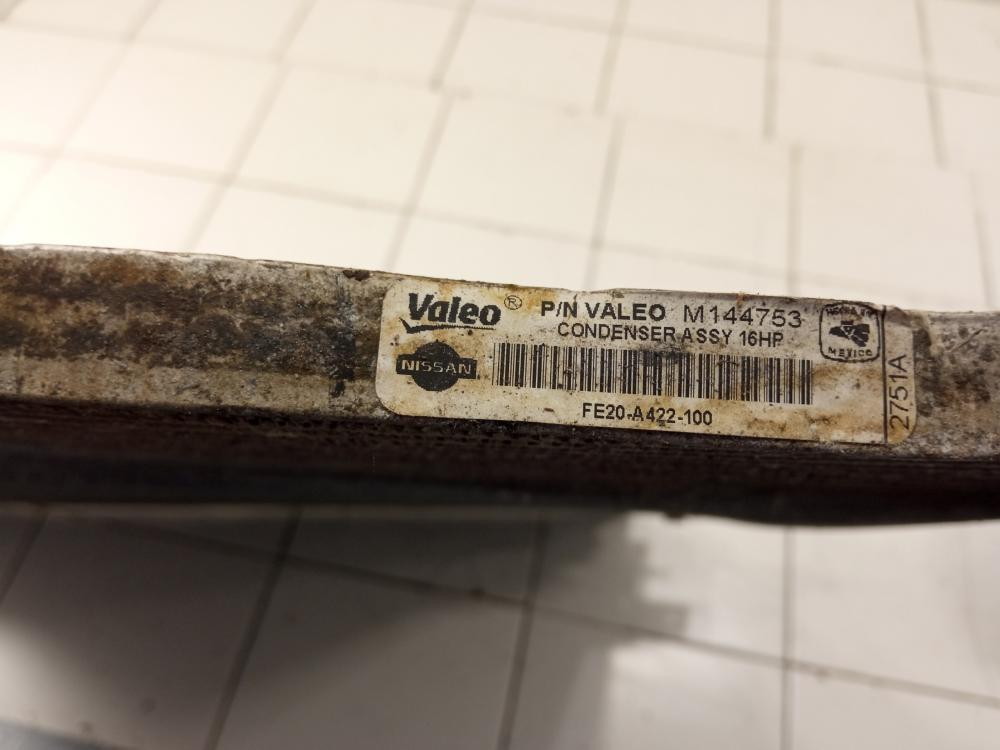 Valeo® P/N VALEO M144753
CONDENSER ASSY 16HP
NISSAN
FE20-A422-100
MEXICO
2751A